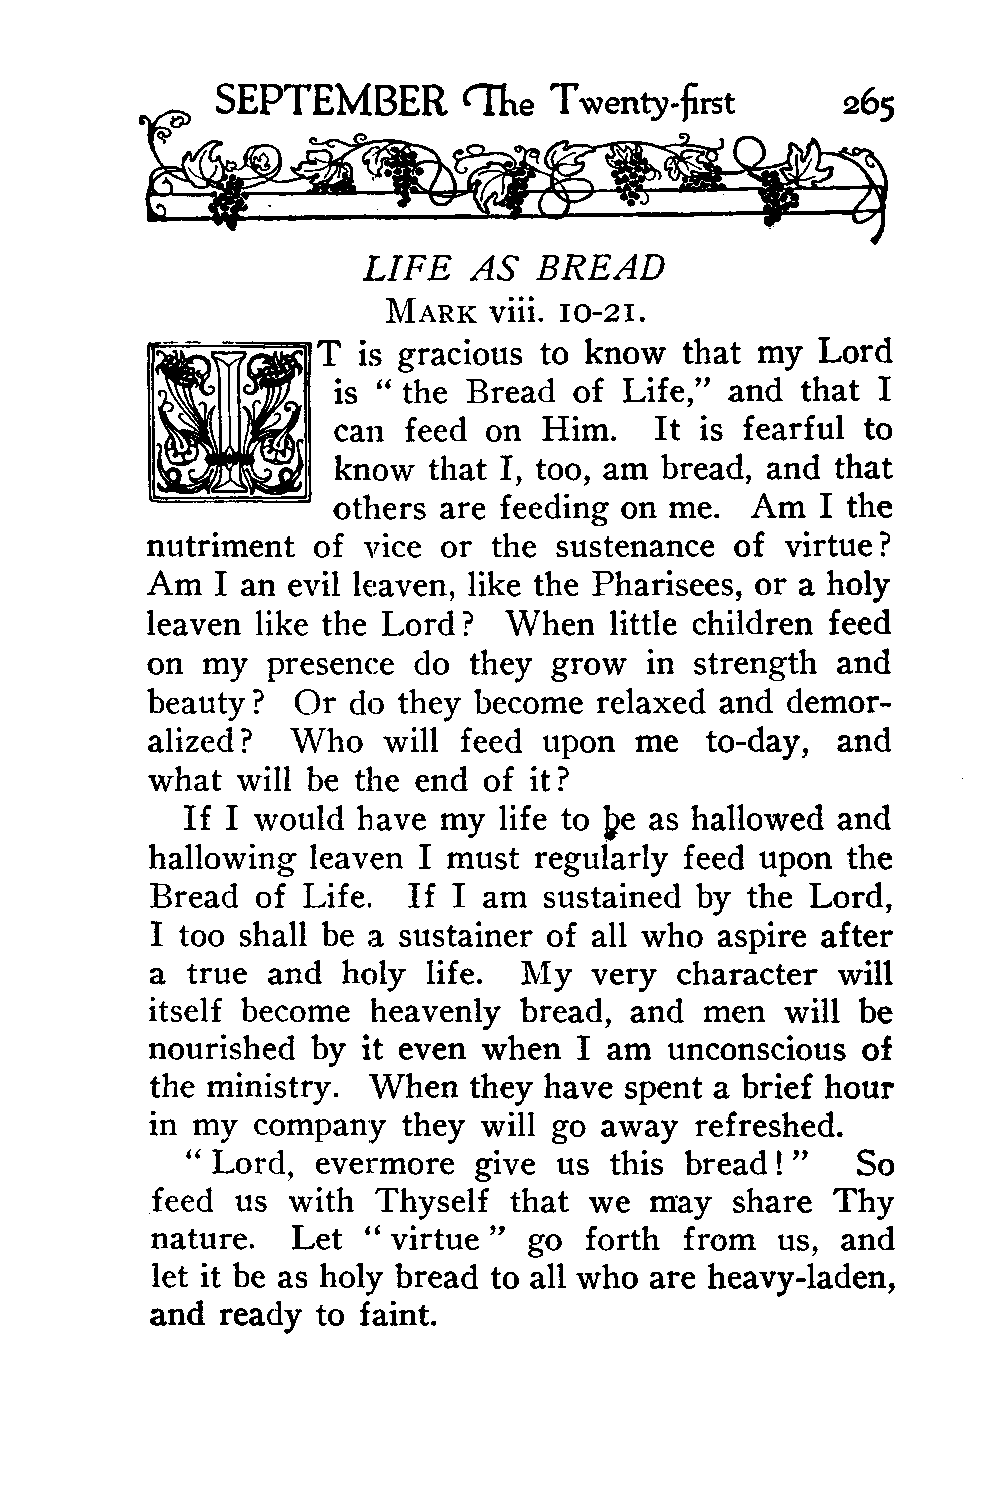 SEPTEMBER The Twenty-first 265
LIFE AS BREAD
MARK viii. 10-21.
IT is gracious to know that my Lord
is “ the Bread of Life,” and that I
can feed on Him. It is fearful to
know that I, too, am bread, and that
others are feeding on me. Am I the
nutriment of vice or the sustenance of virtue?
Am I an evil leaven, like the Pharisees, or a holy
leaven like the Lord? When little children feed
on my presence do they grow in strength and
beauty? Or do they become relaxed and demor-
alized? Who will feed upon me to-day, and
what will be the end of it?
If I would have my life to be as hallowed and
hallowing leaven I must regularly feed upon the
Bread of Life. If I am sustained by the Lord,
I too shall be a sustainer of all who aspire after
a true and holy life. My very character will
itself become heavenly bread, and men will be
nourished by it even when I am unconscious of
the ministry. When they have spent a brief hour
in my company they will go away refreshed.
“ Lord, evermore give us this bread! ” So
feed us with Thyself that we may share Thy
nature. Let “ virtue ” go forth from us, and
let it be as holy bread to all who are heavy-laden,
and ready to faint.